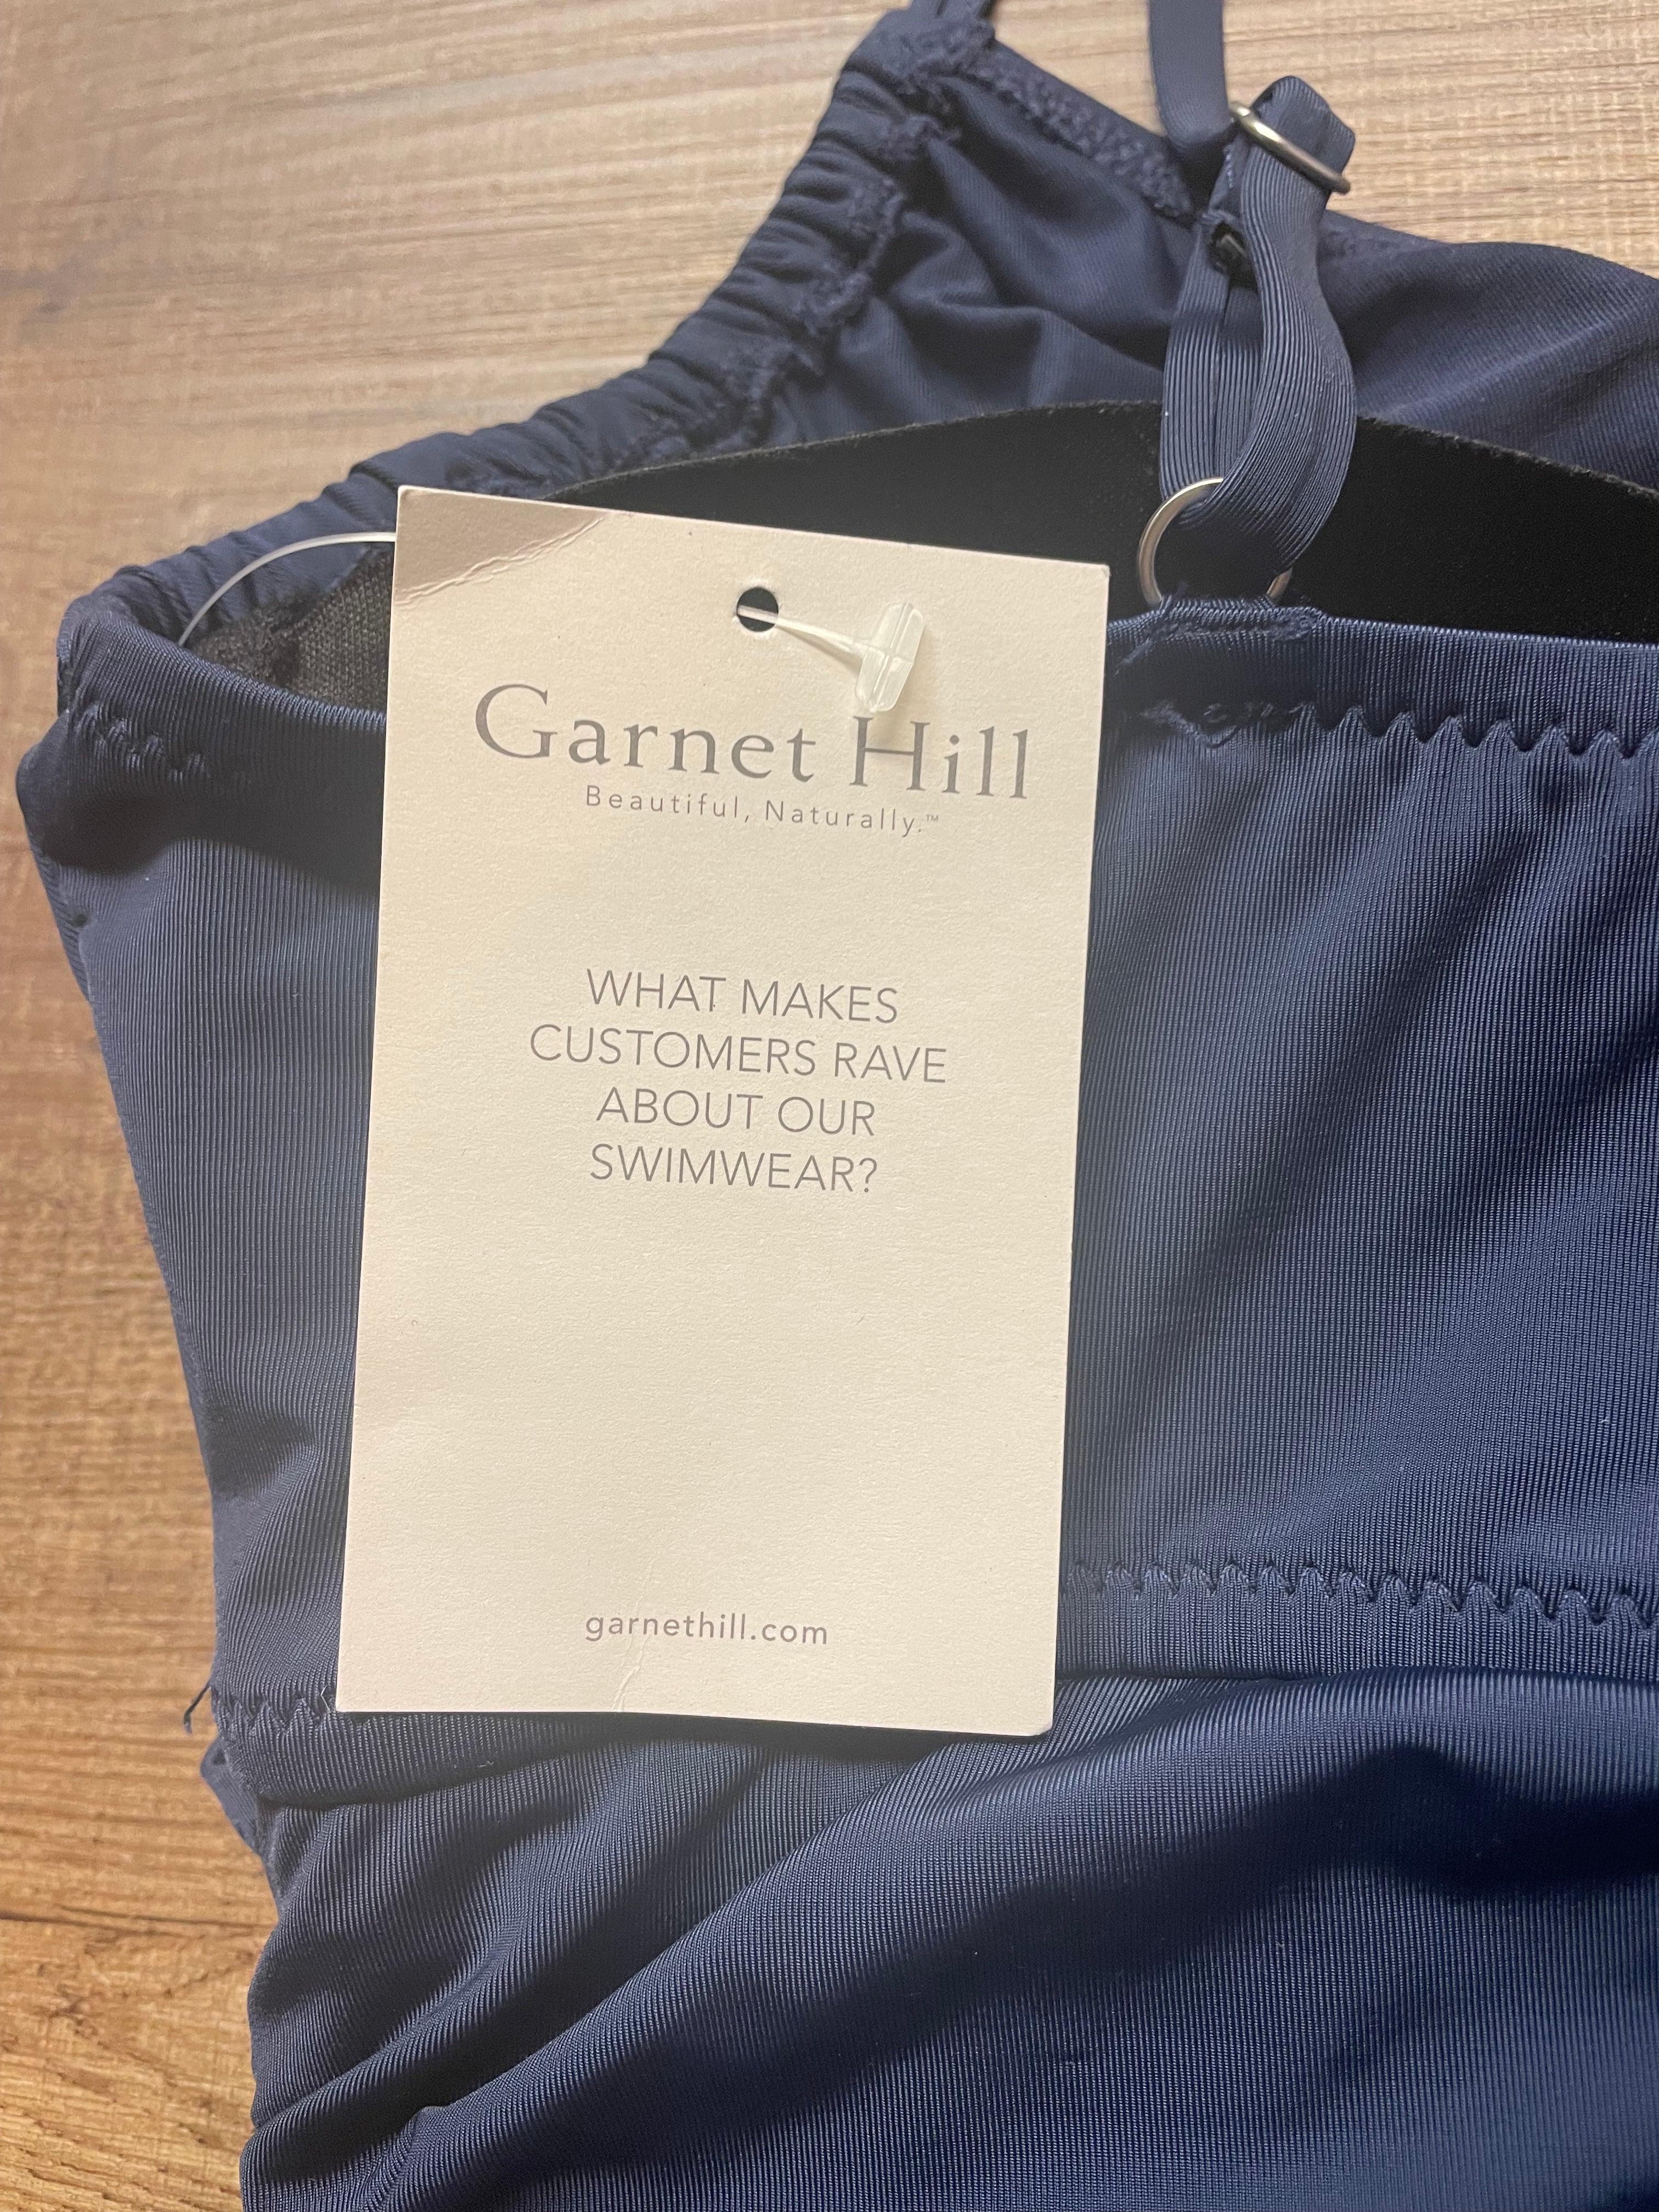 Garnet Hill
Beautiful, Naturally.™
WHAT MAKES
CUSTOMERS RAVE
ABOUT OUR
SWIMWEAR?
garnethill.com